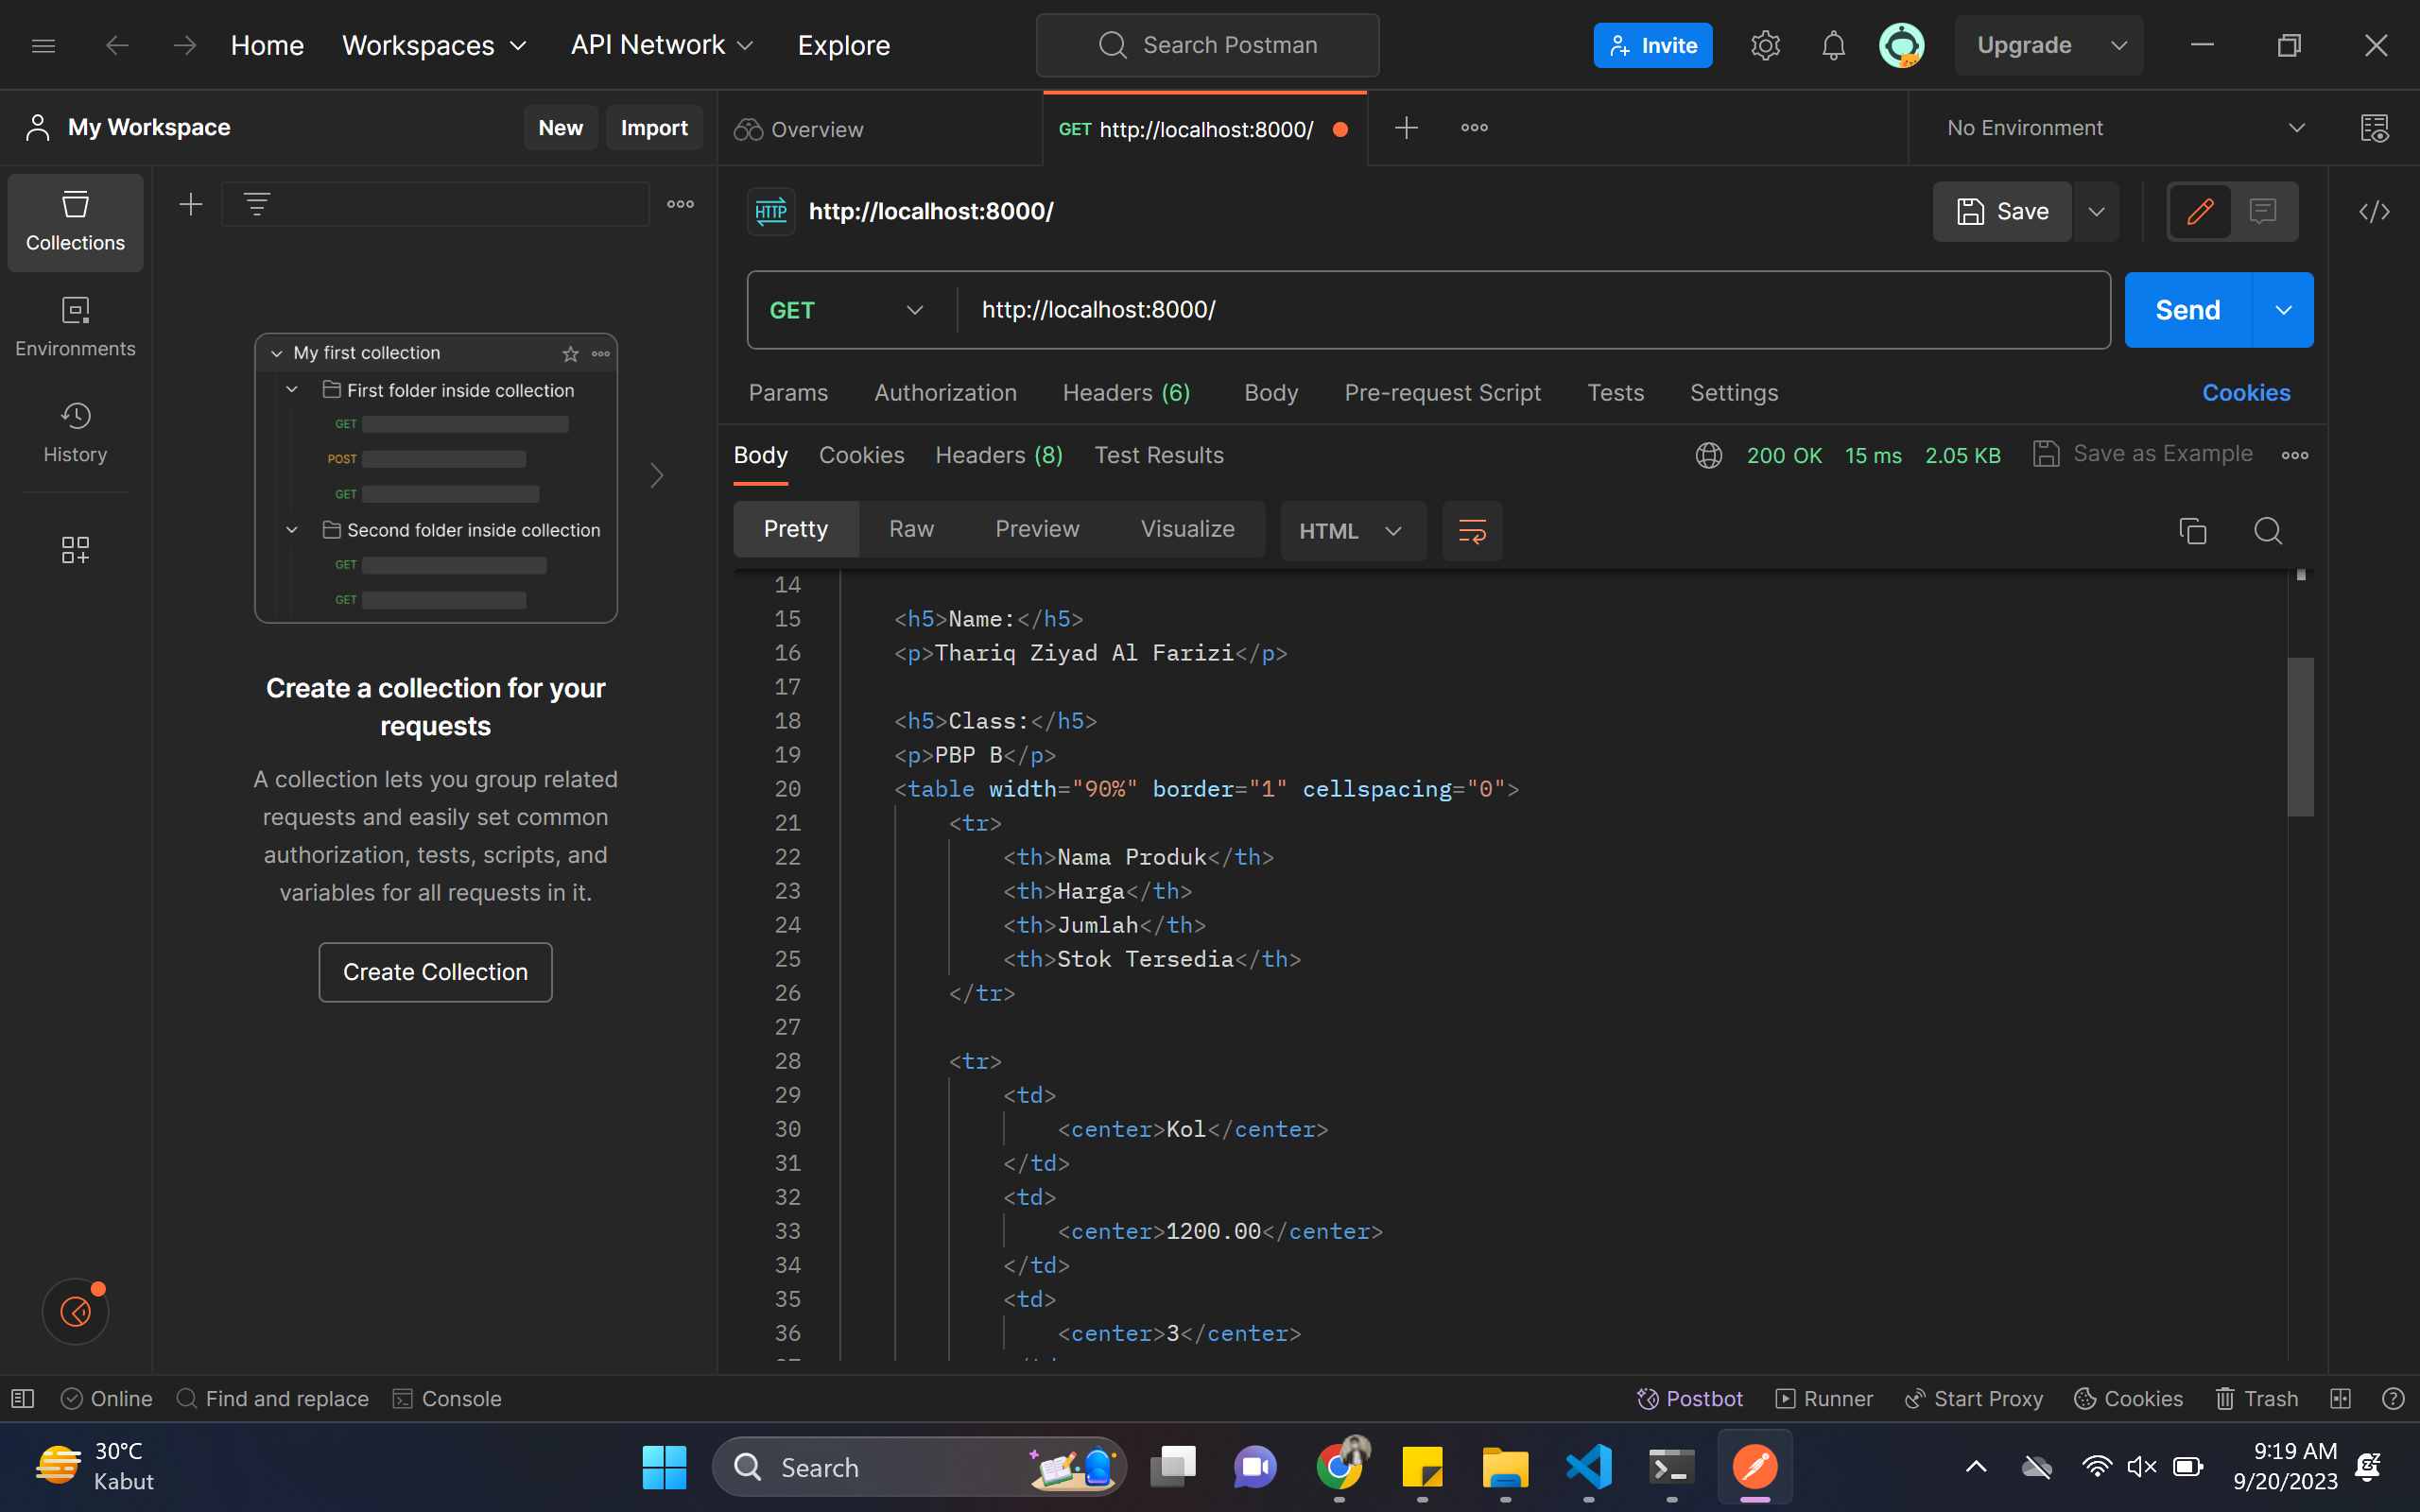 Home Workspaces API Network Explore Search Postman Invite Upgrade
My Workspace New Import Overview GET http://localhost:8000/ No Environment
Collections
Environments
History
My first collection
First folder inside collection
GET
POST
GET
Second folder inside collection
GET
GET
Create a collection for your
requests
A collection lets you group related
requests and easily set common
authorization, tests, scripts, and
variables for all requests in it.
Create Collection
HTTP http://localhost:8000/ Save
GET http://localhost:8000/ Send
Params Authorization Headers (6) Body Pre-request Script Tests Settings Cookies
Body Cookies Headers (8) Test Results 200 OK 15 ms 2.05 KB Save as Example
Pretty Raw Preview Visualize HTML
14
15 <h5>Name:</h5>
16 <p>Thariq Ziyad Al Farizi</p>
17
18 <h5>Class:</h5>
19 <p>PBP B</p>
20 <table width="90%" border="1" cellspacing="0">
21 <tr>
22 <th>Nama Produk</th>
23 <th>Harga</th>
24 <th>Jumlah</th>
25 <th>Stok Tersedia</th>
26 </tr>
27
28 <tr>
29 <td>
30 <center>Kol</center>
31 </td>
32 <td>
33 <center>1200.00</center>
34 </td>
35 <td>
36 <center>3</center>
Online Find and replace Console Postbot Runner Start Proxy Cookies Trash
30°C
Kabut
Search
9:19 AM
9/20/2023